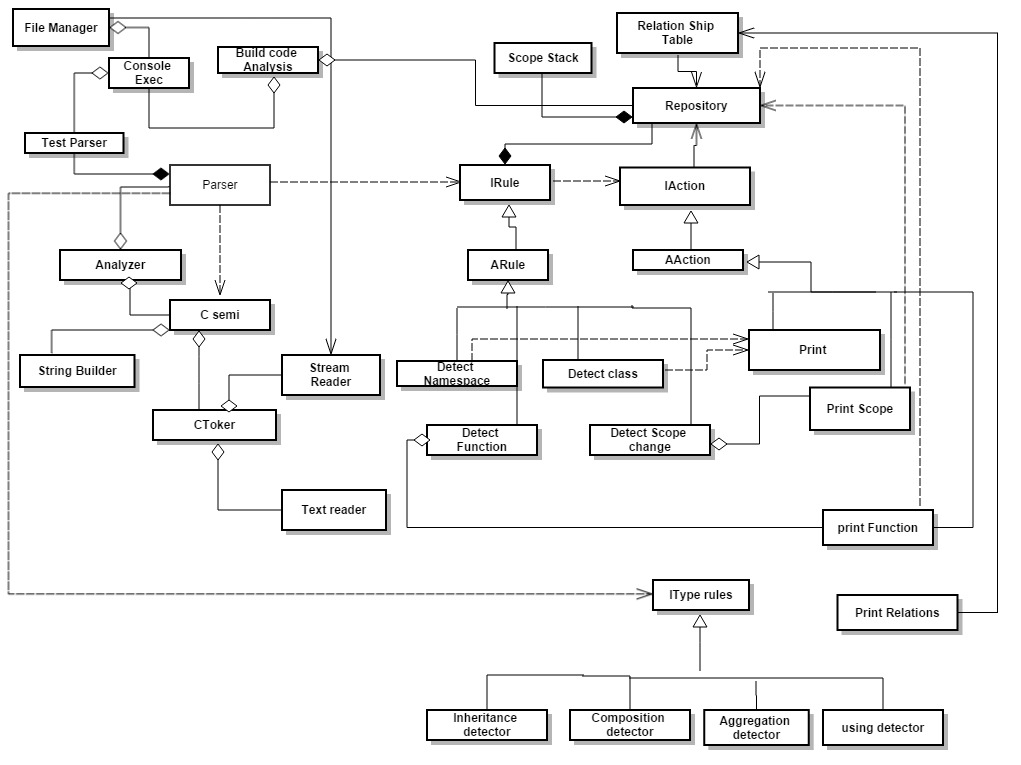 File Manager
Relation Ship
Table
Build code
Analysis
Scope Stack
Console
Exec
Repository
Test Parser
Parser
IRule
IAction
Analyzer
ARule
AAction
C semi
Print
String Builder
Stream
Reader
Detect
Namespace
Detect class
Print Scope
CToker
Detect
Function
Detect Scope
change
Text reader
print Function
IType rules
Print Relations
Inheritance
detector
Composition
detector
Aggregation
detector
using detector